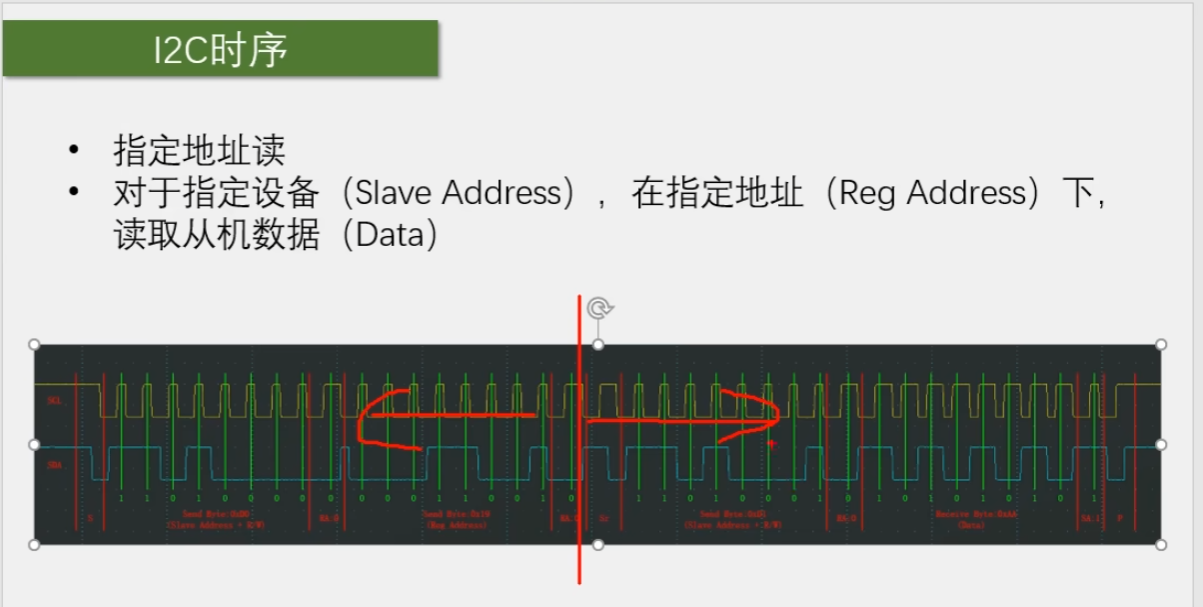 I2C时序
• 指定地址读
• 对于指定设备（Slave Address），在指定地址（Reg Address）下,
读取从机数据（Data）
SCL
SDA
1 1 0 1 0 0 0 0 0 0 0 0 1 1 0 0 1 0 1 1 0 1 0 0 0 1 0 1 0 1 0 1 0 1 0 1
S Send Byte:0xD0 RA:0 Send Byte:0x19 RA:0 Sr Send Byte:0xD1 RA:0 Receive Byte:0xAA SA:1 P
(Slave Address + R/W) (Reg Address) (Slave Address + R/W) (Data)